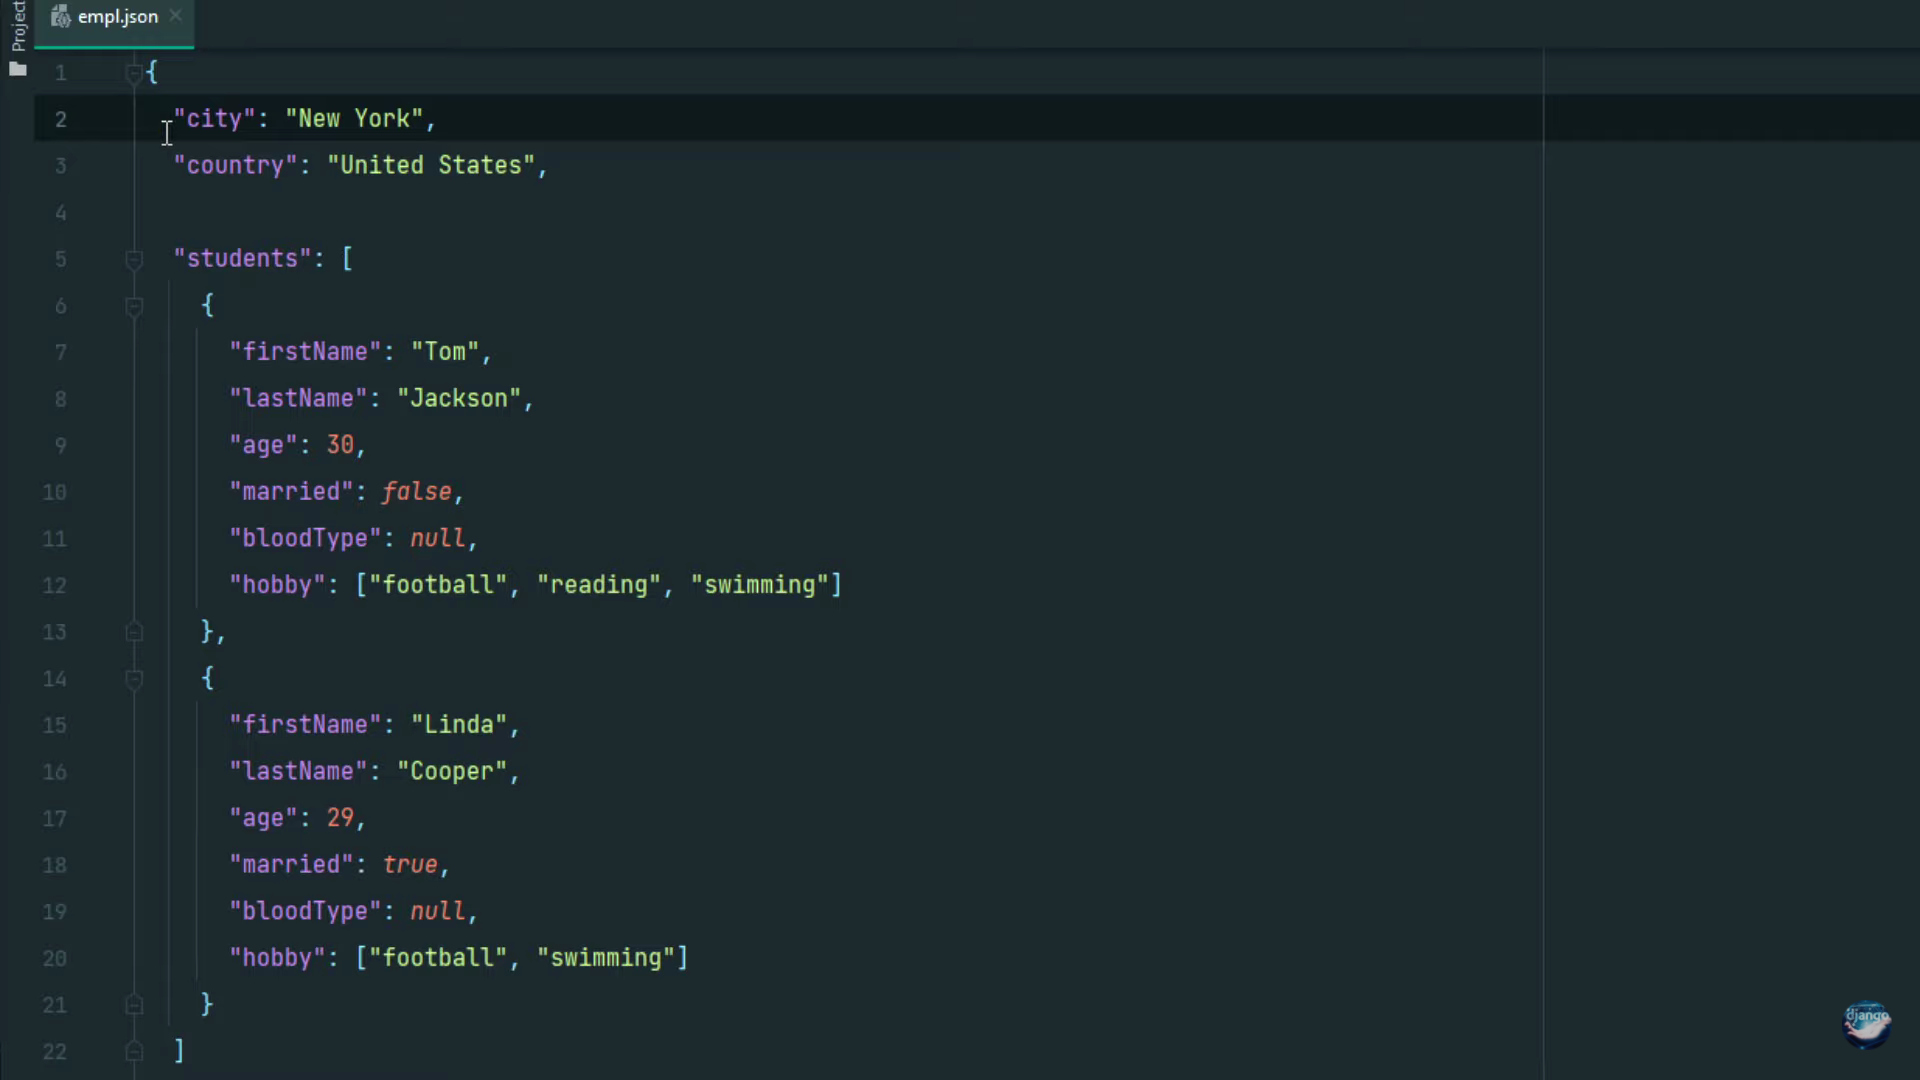 Project
empl.json
1 {
2 "city": "New York",
3 "country": "United States",
4
5 "students": [
6 {
7 "firstName": "Tom",
8 "lastName": "Jackson",
9 "age": 30,
10 "married": false,
11 "bloodType": null,
12 "hobby": ["football", "reading", "swimming"]
13 },
14 {
15 "firstName": "Linda",
16 "lastName": "Cooper",
17 "age": 29,
18 "married": true,
19 "bloodType": null,
20 "hobby": ["football", "swimming"]
21 }
22 ]
django